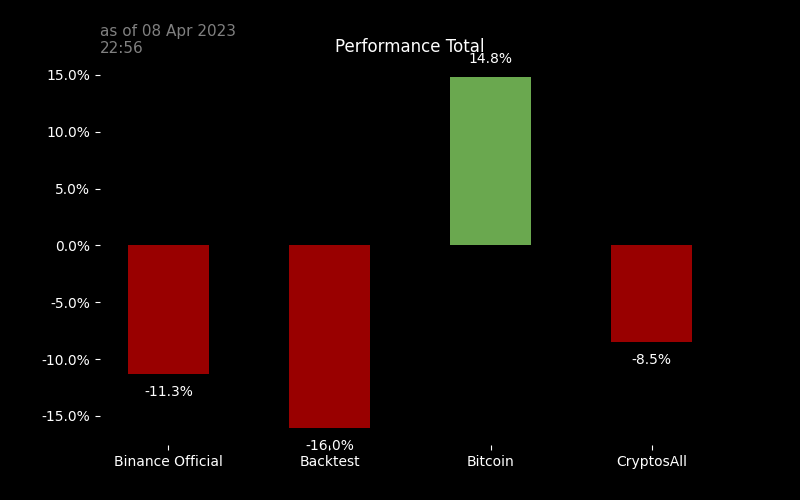 as of 08 Apr 2023
22:56
Performance Total
14.8%
15.0%
10.0%
5.0%
0.0%
-5.0%
-10.0%
-15.0%
-11.3%
-16.0%
-8.5%
Binance Official
Backtest
Bitcoin
CryptosAll